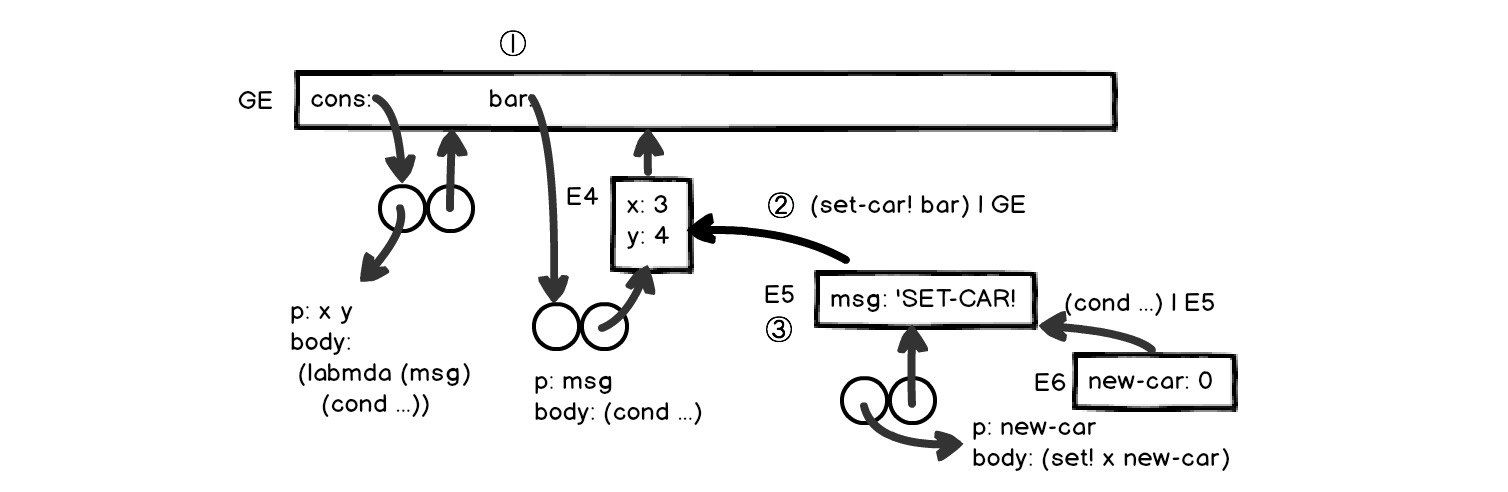 ①
GE
cons:
bar:
E4
x: 3
y: 4
② (set-car! bar) | GE
E5
③
msg: 'SET-CAR!
(cond ...) | E5
E6
new-car: 0
p: x y
body:
(labmda (msg)
(cond ...))
p: msg
body: (cond ...)
p: new-car
body: (set! x new-car)